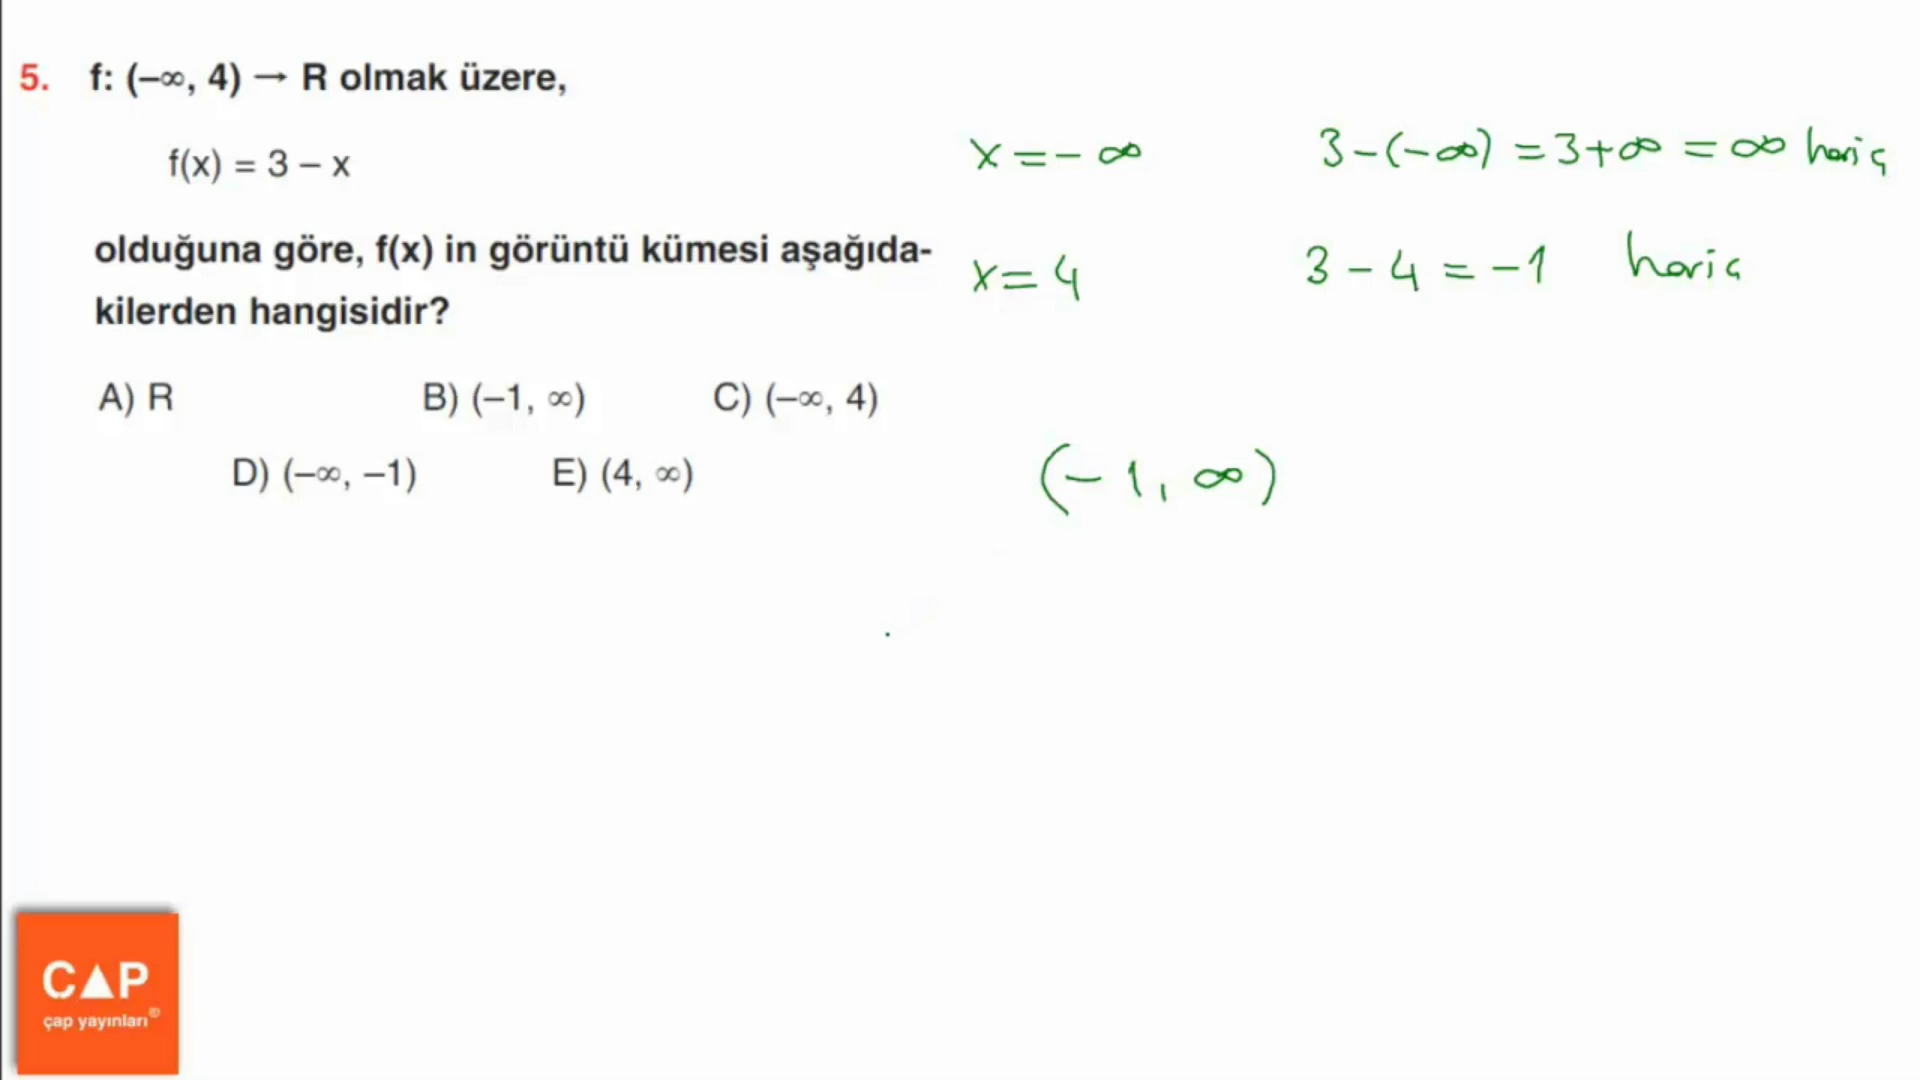 5. f: (–∞, 4) → R olmak üzere,
f(x) = 3 – x
olduğuna göre, f(x) in görüntü kümesi aşağıda-
kilerden hangisidir?
A) R B) (–1, ∞) C) (–∞, 4)
D) (–∞, –1) E) (4, ∞)
x = - ∞ 3 - (-∞) = 3 + ∞ = ∞ hariç
x = 4 3 - 4 = -1 hariç
(-1, ∞)
ÇAP
çap yayınları®